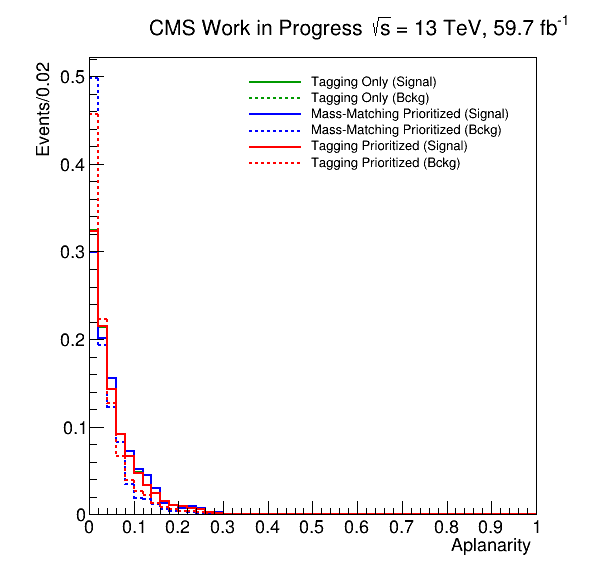 CMS Work in Progress √s = 13 TeV, 59.7 fb⁻¹
Events/0.02
0.5
0.4
0.3
0.2
0.1
0
Tagging Only (Signal)
Tagging Only (Bckg)
Mass-Matching Prioritized (Signal)
Mass-Matching Prioritized (Bckg)
Tagging Prioritized (Signal)
Tagging Prioritized (Bckg)
0 0.1 0.2 0.3 0.4 0.5 0.6 0.7 0.8 0.9 1
Aplanarity